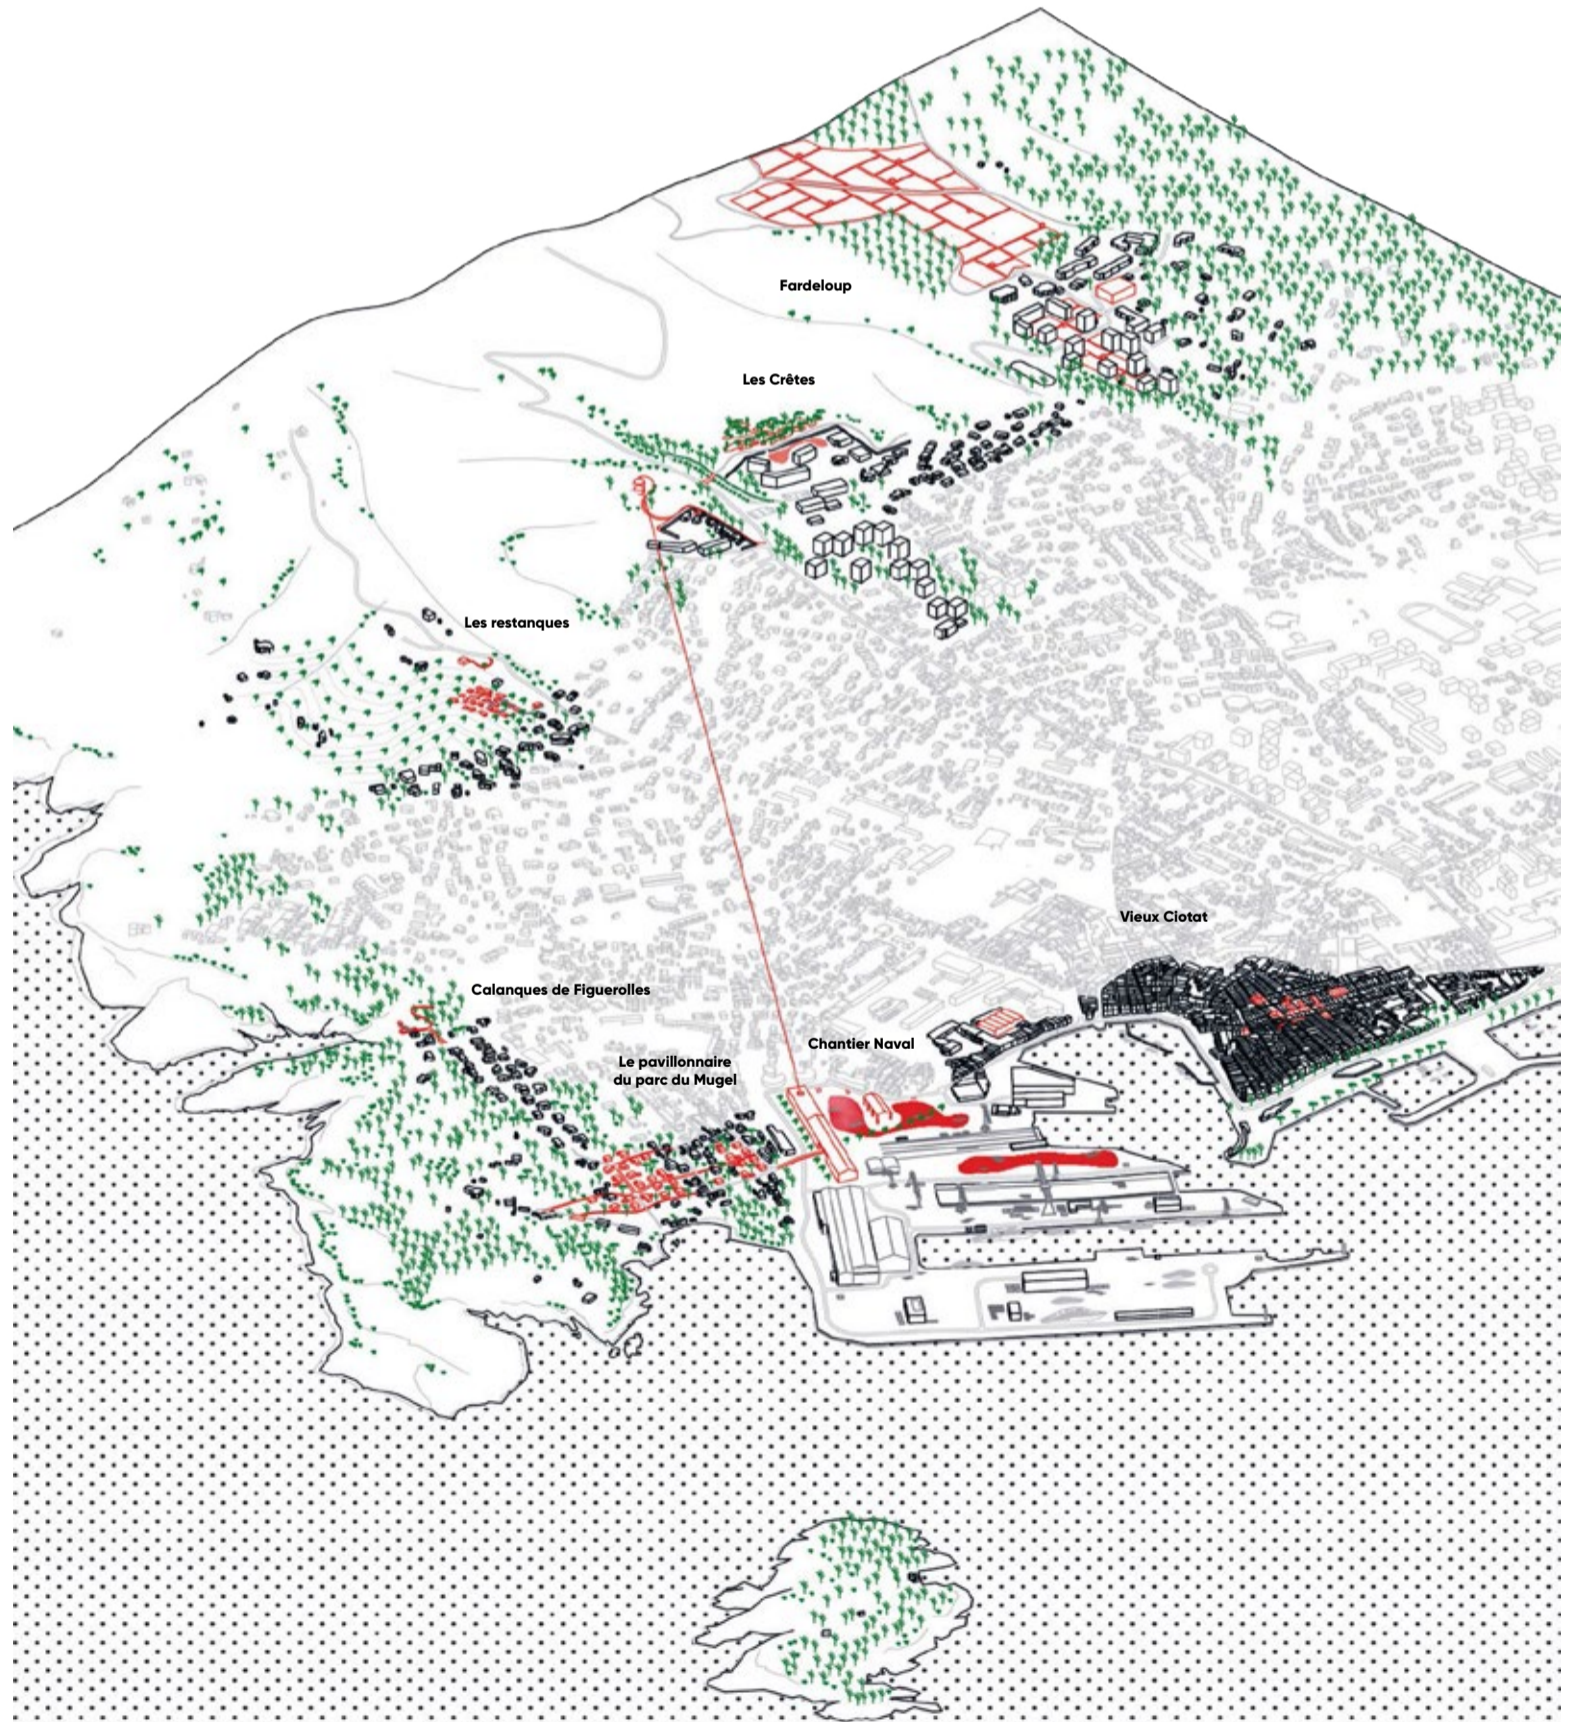 Fardeloup
Les Crêtes
Les restanques
Vieux Ciotat
Calanques de Figuerolles
Chantier Naval
Le pavillonnaire
du parc du Mugel